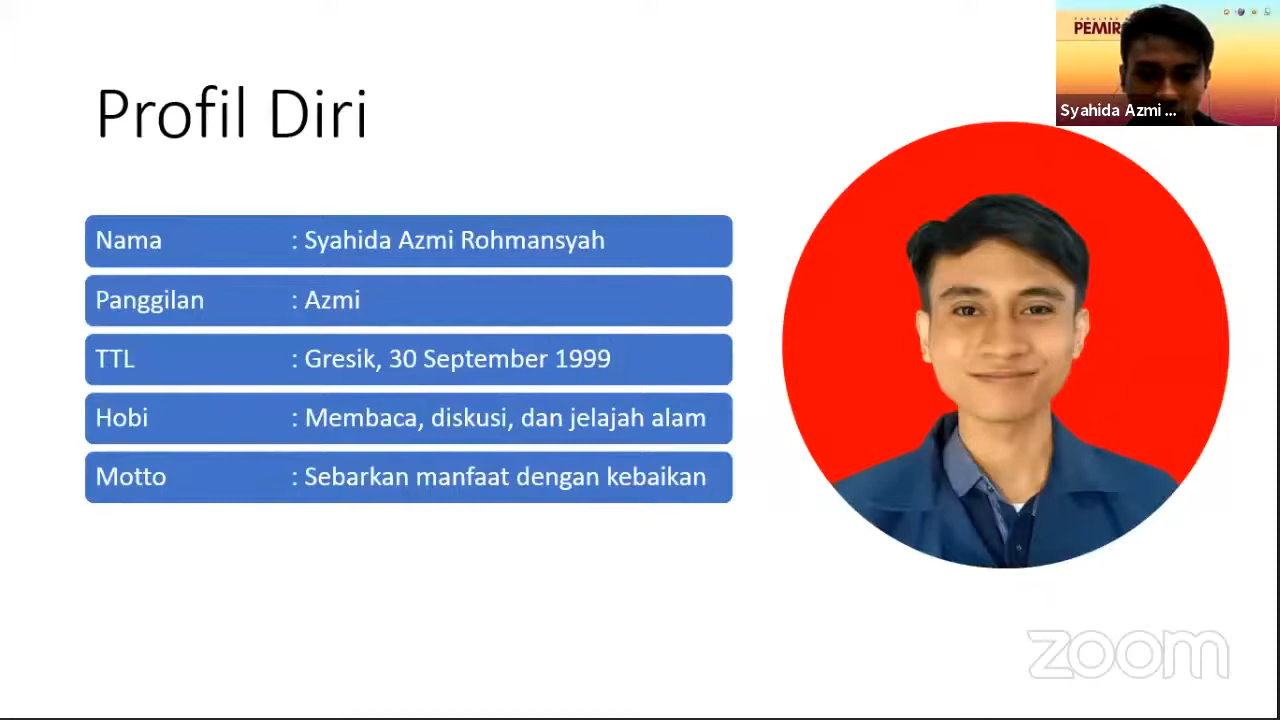 PEMIR
Syahida Azmi ...
Profil Diri
Nama : Syahida Azmi Rohmansyah
Panggilan : Azmi
TTL : Gresik, 30 September 1999
Hobi : Membaca, diskusi, dan jelajah alam
Motto : Sebarkan manfaat dengan kebaikan
zoom